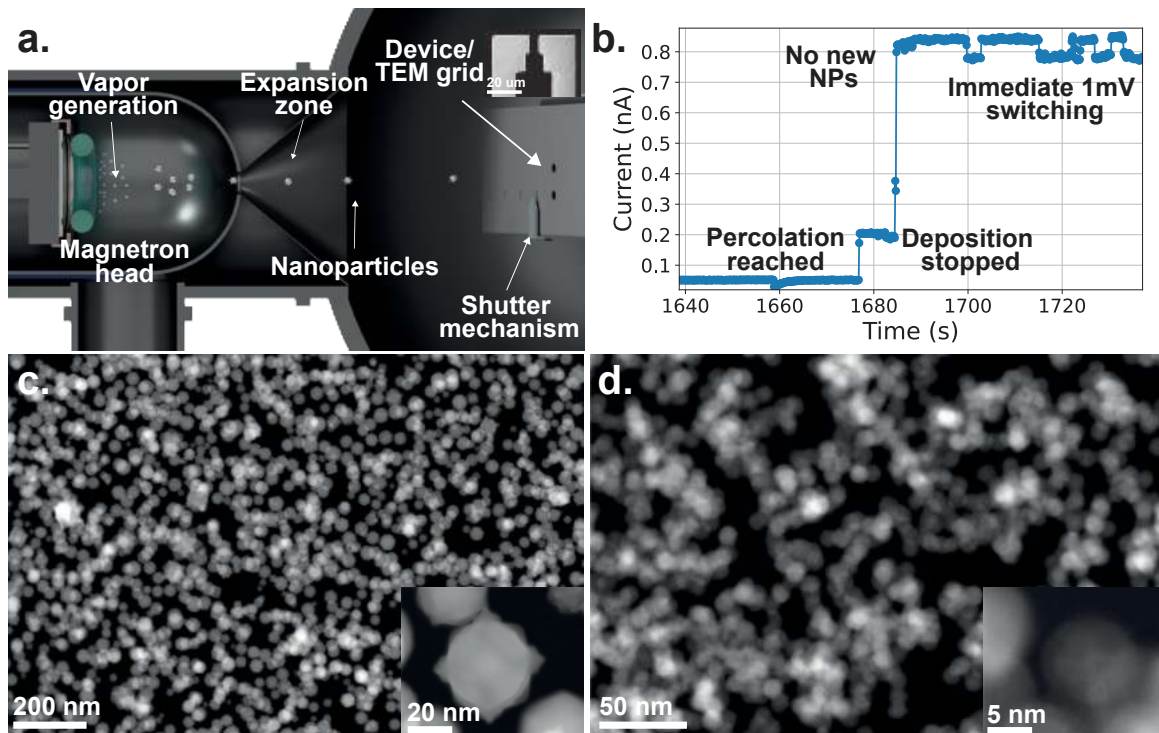 a.
Vapor
generation
Expansion
zone
Device/
TEM grid
20 um
Magnetron
head
Nanoparticles
Shutter
mechanism
b.
Current (nA)
0.8
0.7
0.6
0.5
0.4
0.3
0.2
0.1
No new
NPs
Immediate 1mV
switching
Percolation
reached
Deposition
stopped
1640
1660
1680
1700
1720
Time (s)
c.
200 nm
20 nm
d.
50 nm
5 nm